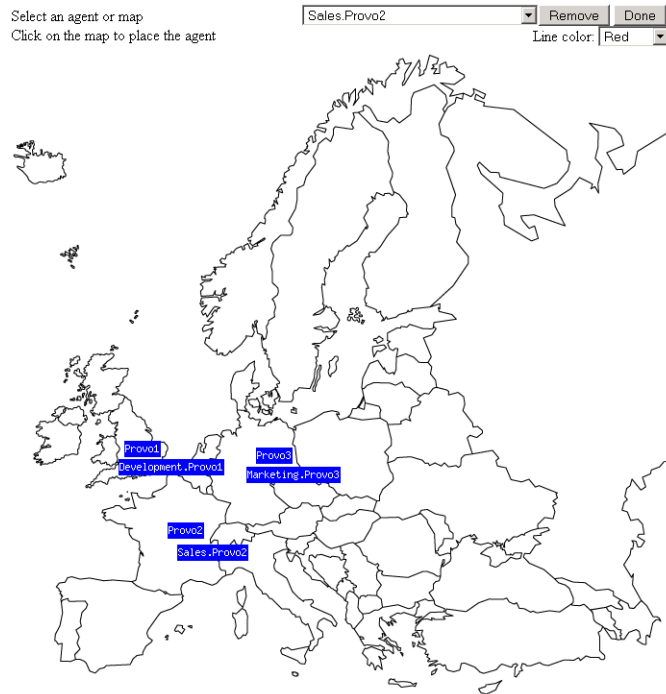 Select an agent or map
Sales.Provo2
Remove
Done
Click on the map to place the agent
Line color:
Red
Provo1
Development.Provo1
Provo3
Marketing.Provo3
Provo2
Sales.Provo2